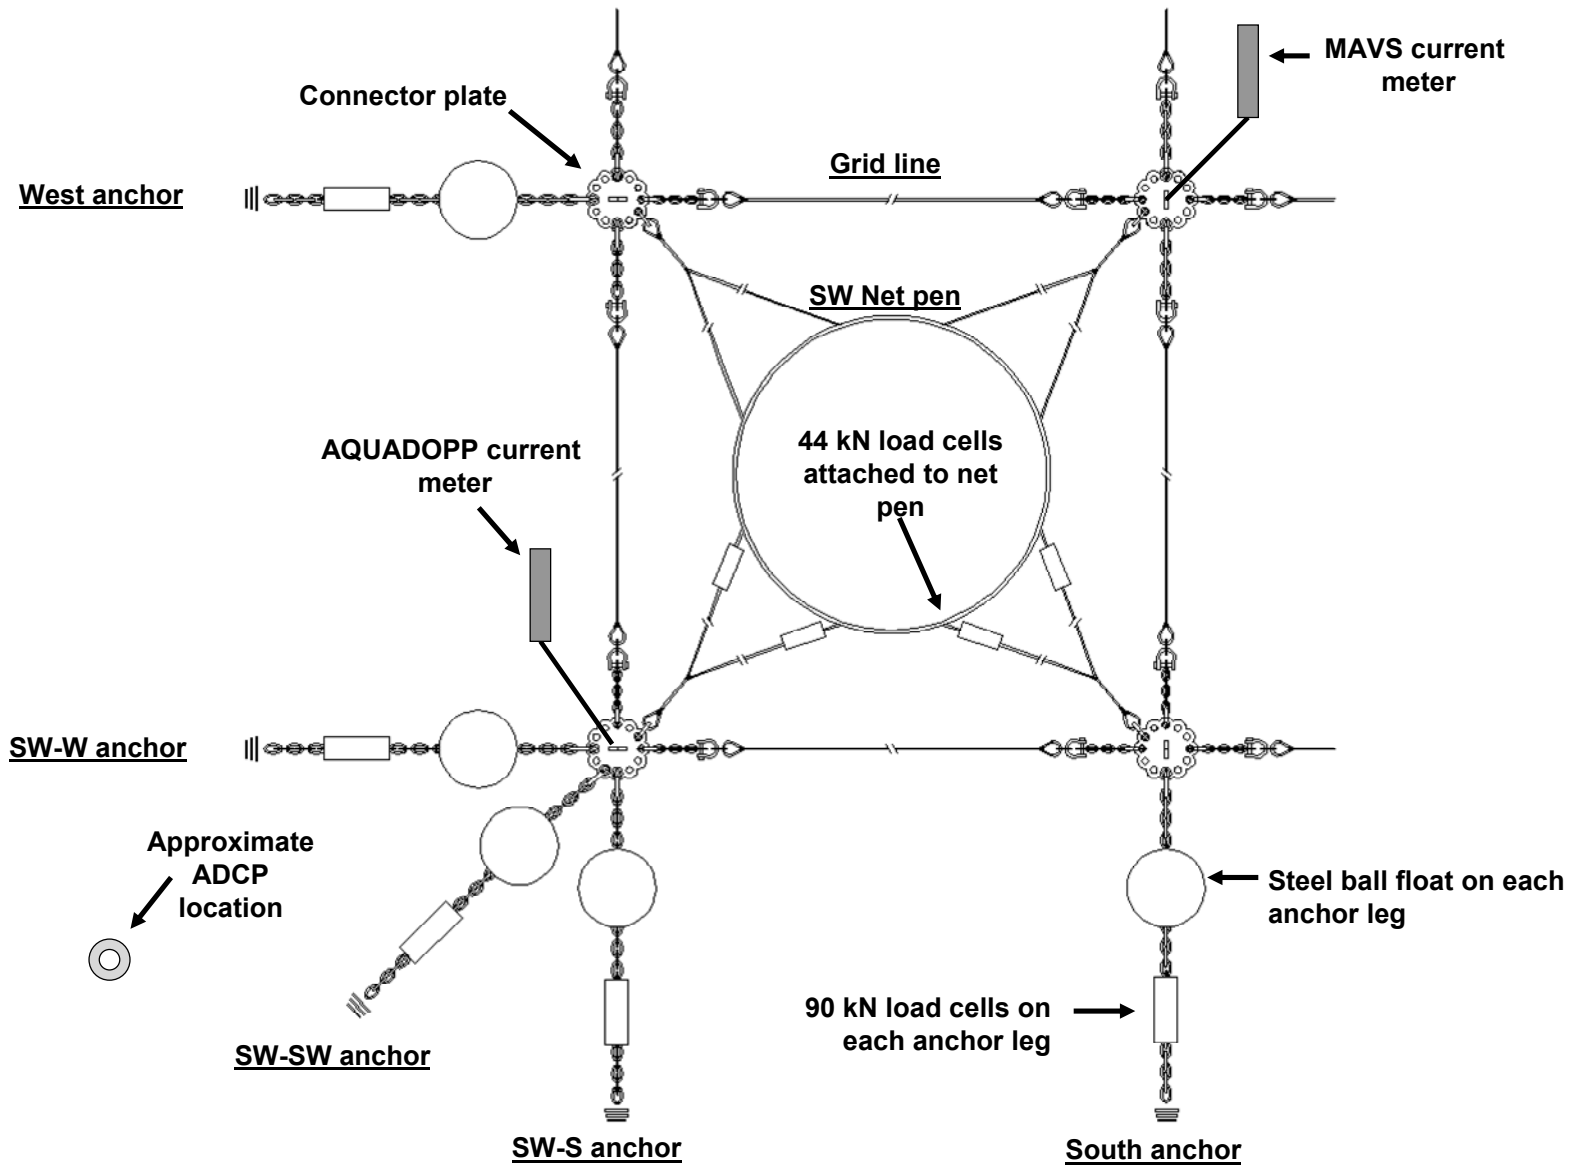 MAVS current
meter
Connector plate
Grid line
West anchor
SW Net pen
44 kN load cells
attached to net
pen
AQUADOPP current
meter
SW-W anchor
Approximate
ADCP
location
Steel ball float on each
anchor leg
90 kN load cells on
each anchor leg
SW-SW anchor
SW-S anchor
South anchor